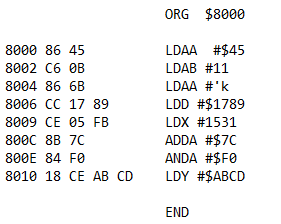 ORG  $8000
8000 86 45        LDAA  #$45
8002 C6 0B        LDAB #11
8004 86 6B        LDAA #'k
8006 CC 17 89     LDD #$1789
8009 CE 05 FB     LDX #1531
800C 8B 7C        ADDA #$7C
800E 84 F0        ANDA #$F0
8010 18 CE AB CD  LDY #$ABCD
END